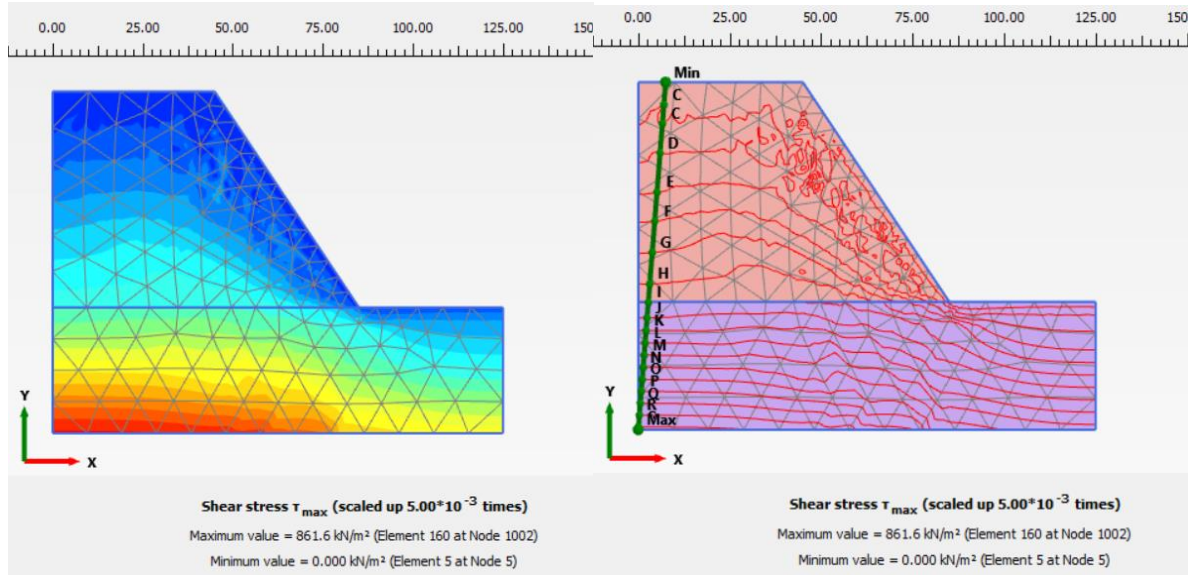 0.00 25.00 50.00 75.00 100.00 125.00 150
0.00 25.00 50.00 75.00 100.00 125.00 150
Y
X
Min
C
C
D
E
F
G
H
I
J
K
L
M
N
O
P
Q
R
Max
Y
X
Shear stress τmax (scaled up 5.00*10-3 times)
Maximum value = 861.6 kN/m² (Element 160 at Node 1002)
Minimum value = 0.000 kN/m² (Element 5 at Node 5)
Shear stress τmax (scaled up 5.00*10-3 times)
Maximum value = 861.6 kN/m² (Element 160 at Node 1002)
Minimum value = 0.000 kN/m² (Element 5 at Node 5)